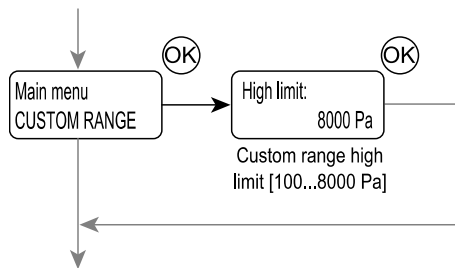 OK
OK
Main menu
CUSTOM RANGE
High limit:
8000 Pa
Custom range high
limit [100...8000 Pa]